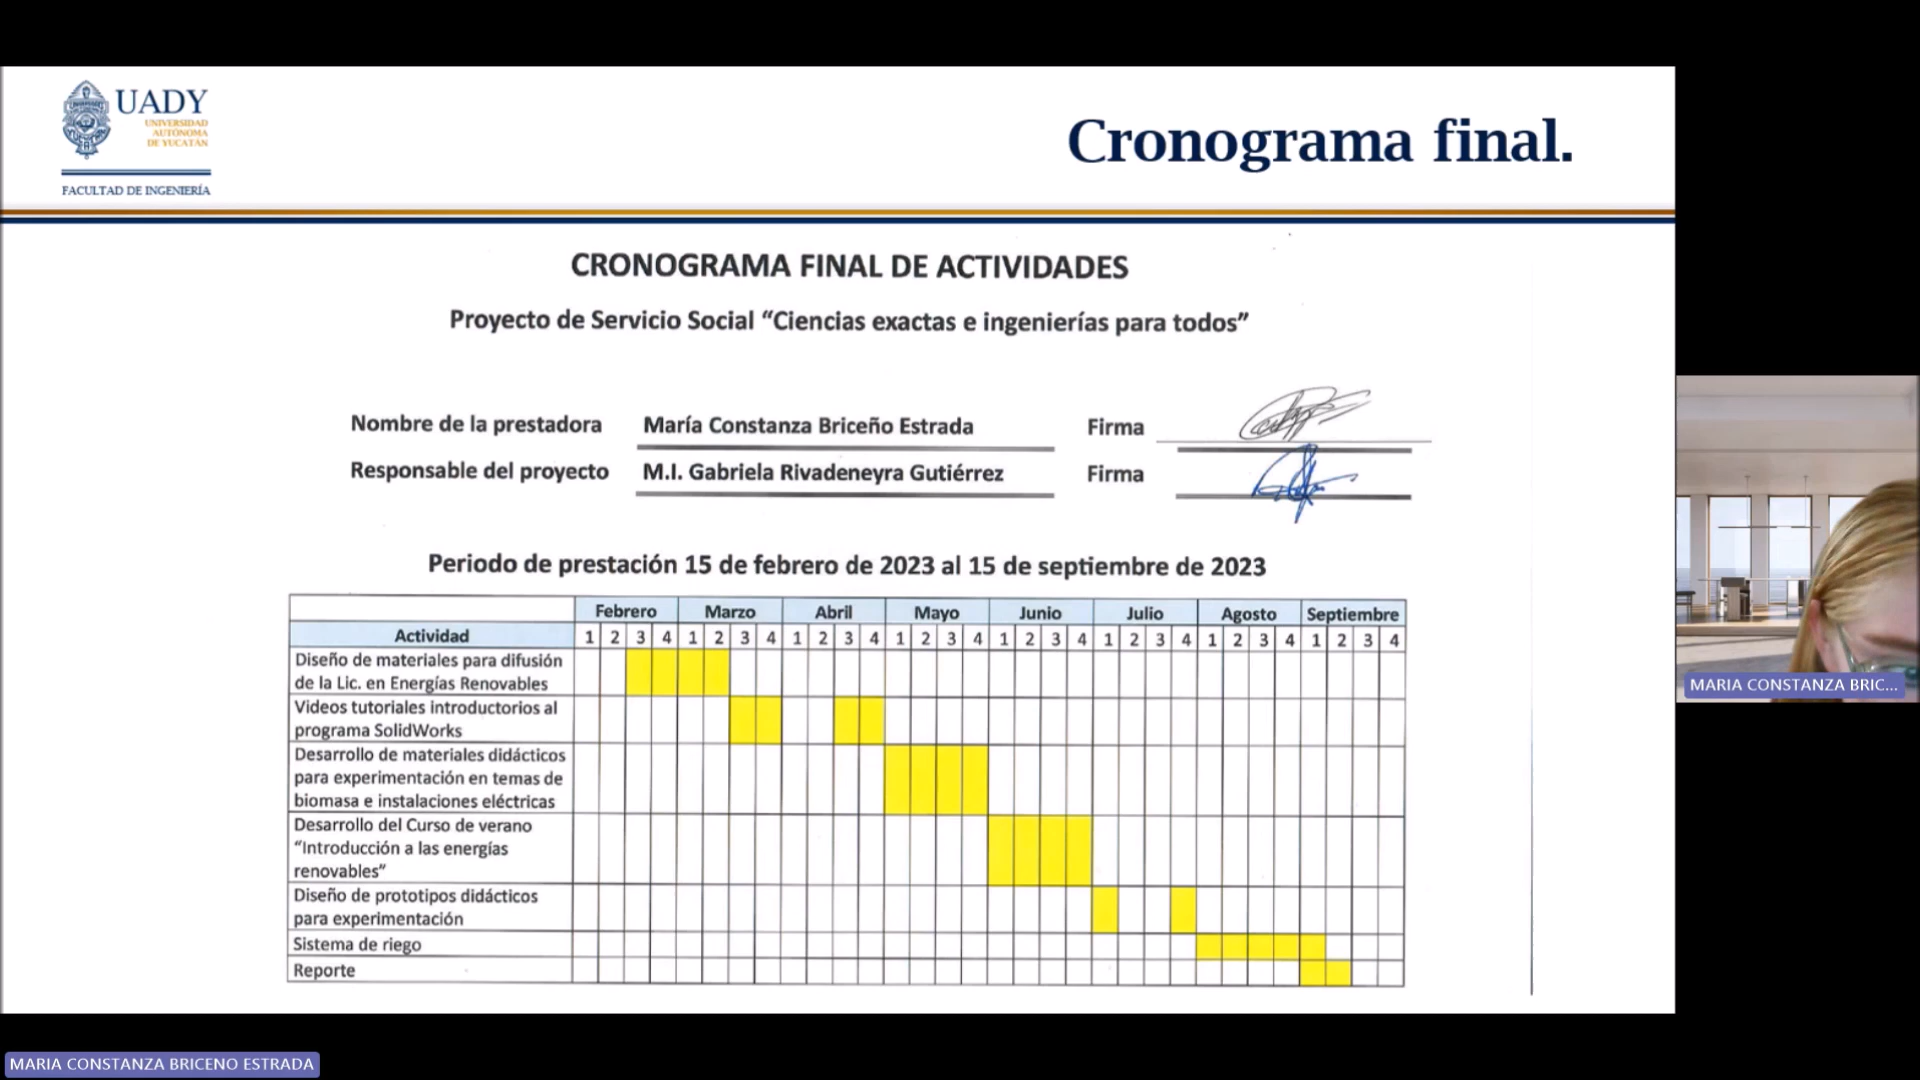 UADY
UNIVERSIDAD
AUTÓNOMA
DE YUCATÁN
FACULTAD DE INGENIERÍA
Cronograma final.
CRONOGRAMA FINAL DE ACTIVIDADES
Proyecto de Servicio Social “Ciencias exactas e ingenierías para todos”
Nombre de la prestadora María Constanza Briceño Estrada Firma
Responsable del proyecto M.I. Gabriela Rivadeneyra Gutiérrez Firma
Periodo de prestación 15 de febrero de 2023 al 15 de septiembre de 2023
Febrero Marzo Abril Mayo Junio Julio Agosto Septiembre
Actividad 1 2 3 4 1 2 3 4 1 2 3 4 1 2 3 4 1 2 3 4 1 2 3 4 1 2 3 4 1 2 3 4
Diseño de materiales para difusión
de la Lic. en Energías Renovables
Videos tutoriales introductorios al
programa SolidWorks
Desarrollo de materiales didácticos
para experimentación en temas de
biomasa e instalaciones eléctricas
Desarrollo del Curso de verano
“Introducción a las energías
renovables”
Diseño de prototipos didácticos
para experimentación
Sistema de riego
Reporte
MARIA CONSTANZA BRIC...
MARIA CONSTANZA BRICENO ESTRADA